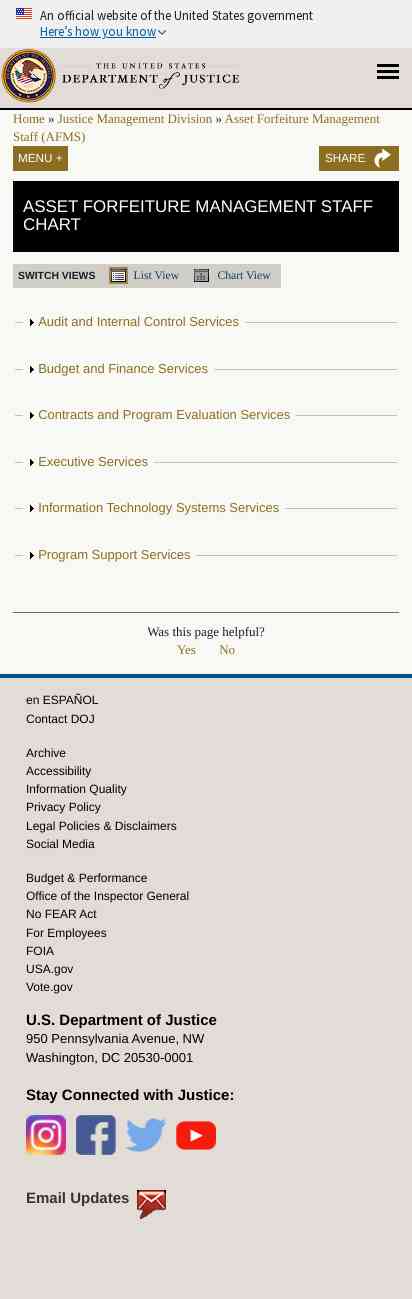 An official website of the United States government
Here's how you know
THE UNITED STATES
DEPARTMENT of JUSTICE
Home » Justice Management Division » Asset Forfeiture Management
Staff (AFMS)
MENU + SHARE
ASSET FORFEITURE MANAGEMENT STAFF
CHART
SWITCH VIEWS List View Chart View
Audit and Internal Control Services
Budget and Finance Services
Contracts and Program Evaluation Services
Executive Services
Information Technology Systems Services
Program Support Services
Was this page helpful?
Yes No
en ESPAÑOL
Contact DOJ
Archive
Accessibility
Information Quality
Privacy Policy
Legal Policies & Disclaimers
Social Media
Budget & Performance
Office of the Inspector General
No FEAR Act
For Employees
FOIA
USA.gov
Vote.gov
U.S. Department of Justice
950 Pennsylvania Avenue, NW
Washington, DC 20530-0001
Stay Connected with Justice:
Email Updates